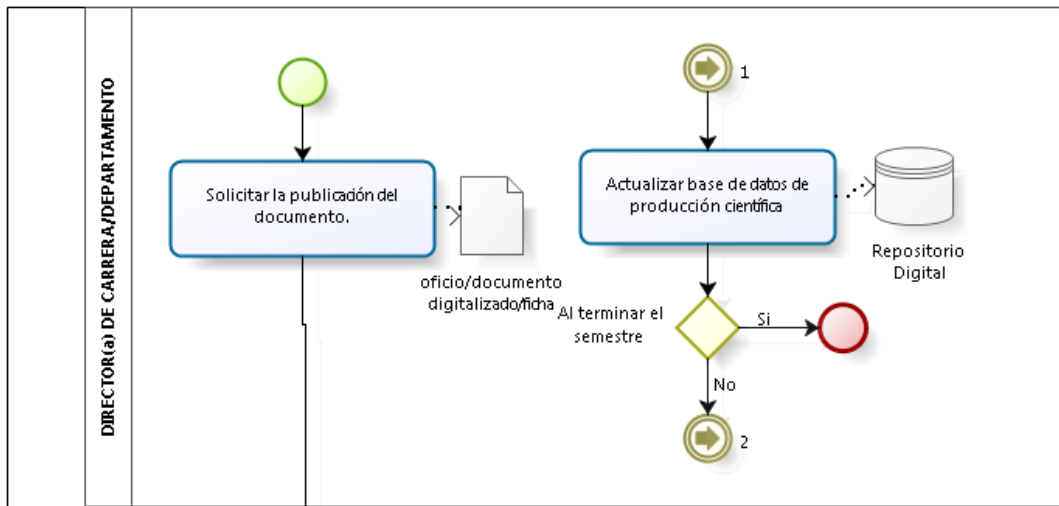 DIRECTOR(a) DE CARRERA/DEPARTAMENTO
Solicitar la publicación del
documento.
oficio/documento
digitalizado/ficha
1
Actualizar base de datos de
producción científica
Repositorio
Digital
Al terminar el
semestre
Si
No
2